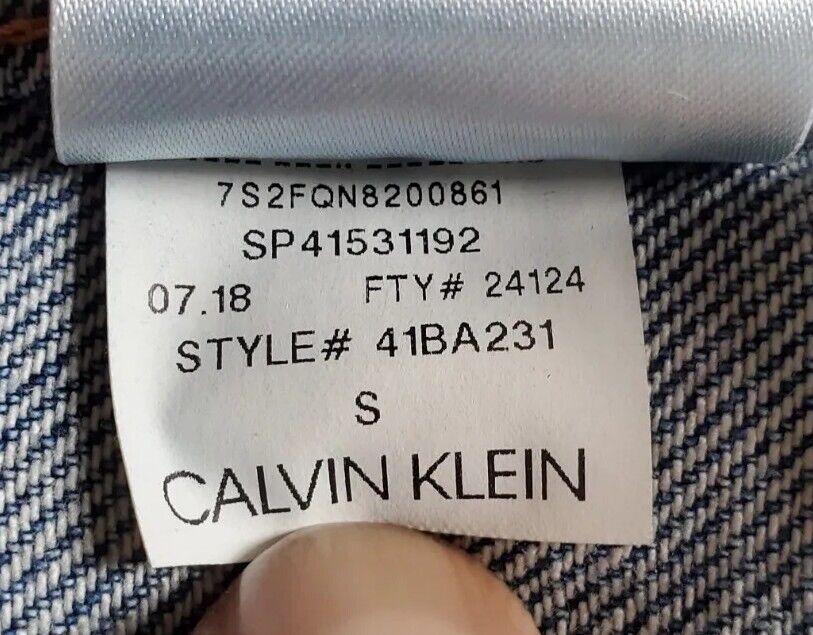 7S2FQN8200861
SP41531192
07.18 FTY# 24124
STYLE# 41BA231
S
CALVIN KLEIN